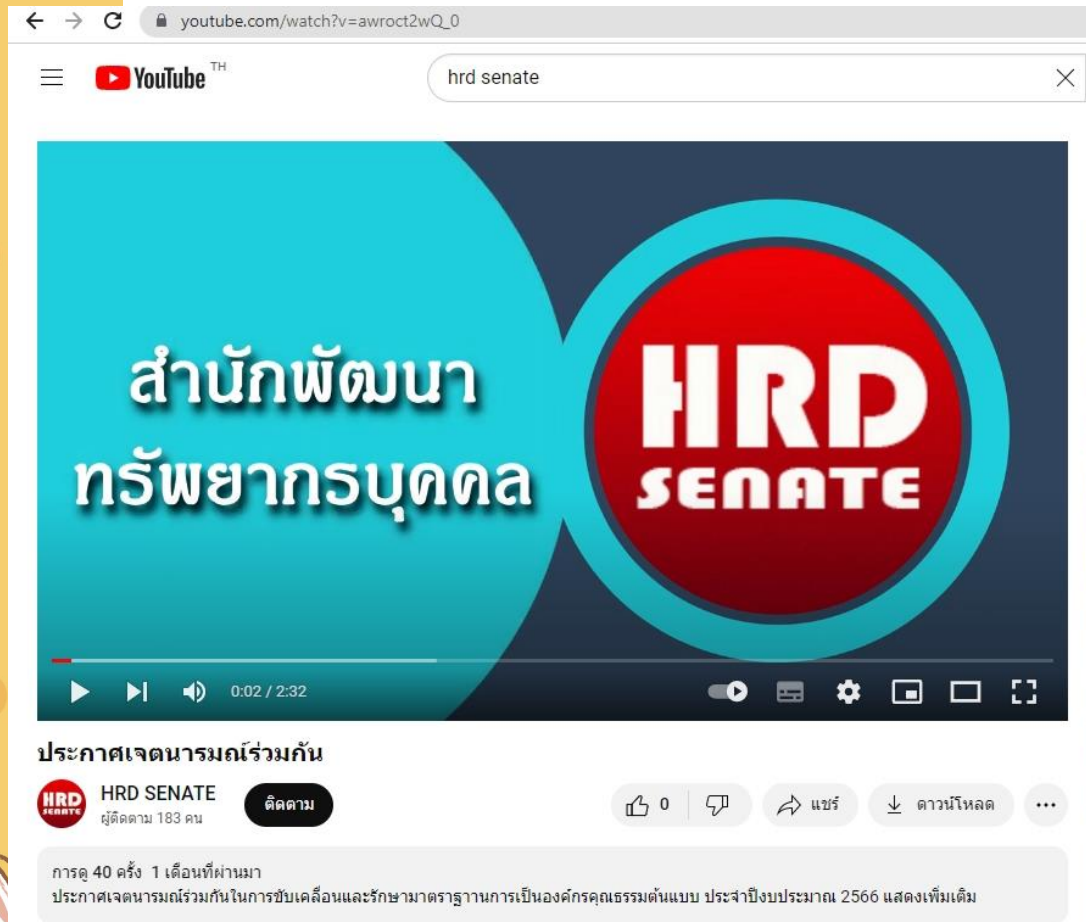 youtube.com/watch?v=awroct2wQ_0
YouTube TH
hrd senate
สำนักพัฒนา
ทรัพยากรบุคคล
HRD
SENATE
0:02 / 2:32
ประกาศเจตนารมณ์ร่วมกัน
HRD
SENATE
HRD SENATE
ผู้ติดตาม 183 คน
ติดตาม
0
แชร์
ดาวน์โหลด
การดู 40 ครั้ง 1 เดือนที่ผ่านมา
ประกาศเจตนารมณ์ร่วมกันในการขับเคลื่อนและรักษามาตราฐาานการเป็นองค์กรคุณธรรมต้นแบบ ประจำปีงบประมาณ 2566 แสดงเพิ่มเติม